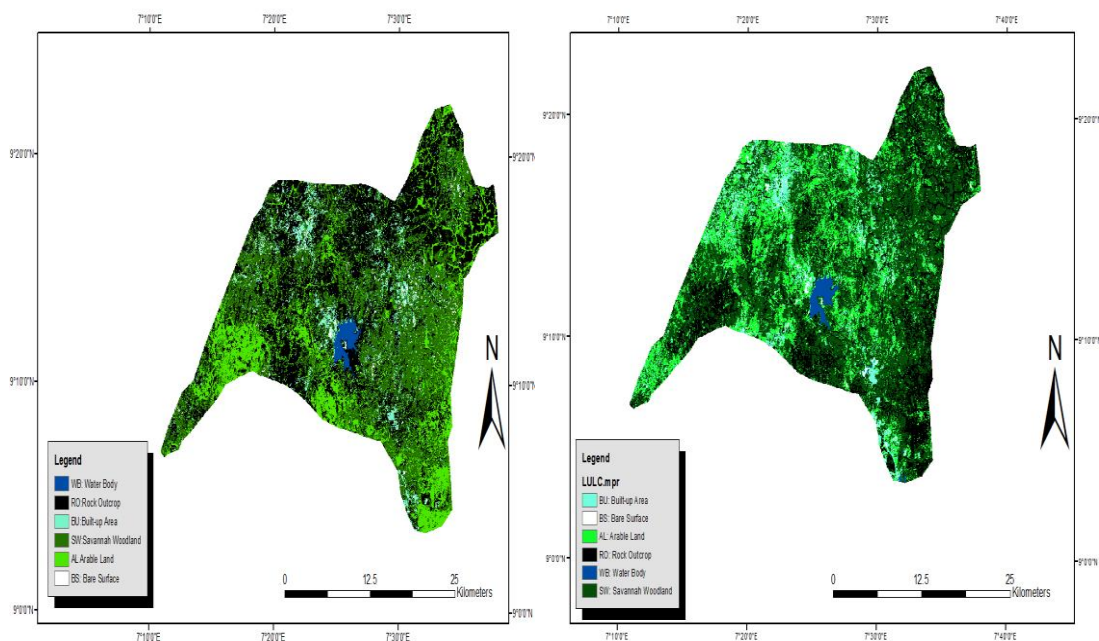 7°10'0"E 7°20'0"E 7°30'0"E
9°20'0"N 9°20'0"N
9°10'0"N 9°10'0"N
N
Legend
WB: Water Body
RO:Rock Outcrop
BU:Built-up Area
SW:Savannah Woodland
AL Arable Land
BS: Bare Surface
0 12.5 25
Kilometers
9°0'0"N 9°0'0"N
7°10'0"E 7°20'0"E 7°30'0"E
7°10'0"E 7°20'0"E 7°30'0"E 7°40'0"E
9°20'0"N 9°20'0"N
9°10'0"N 9°10'0"N
N
Legend
LULC.mpr
BU: Built-up Area
BS: Bare Surface
AL: Arable Land
RO: Rock Outcrop
WB: Water Body
SW: Savannah Woodland
9°0'0"N 9°0'0"N
0 12.5 25
Kilometers
7°10'0"E 7°20'0"E 7°30'0"E 7°40'0"E